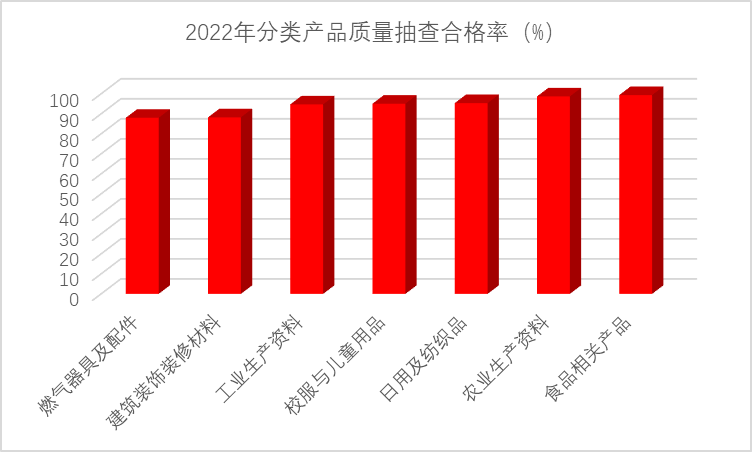 2022年分类产品质量抽查合格率（%）
100
90
80
70
60
50
40
30
20
10
0
燃气器具及配件
建筑装饰装修材料
工业生产资料
校服与儿童用品
日用及纺织品
农业生产资料
食品相关产品